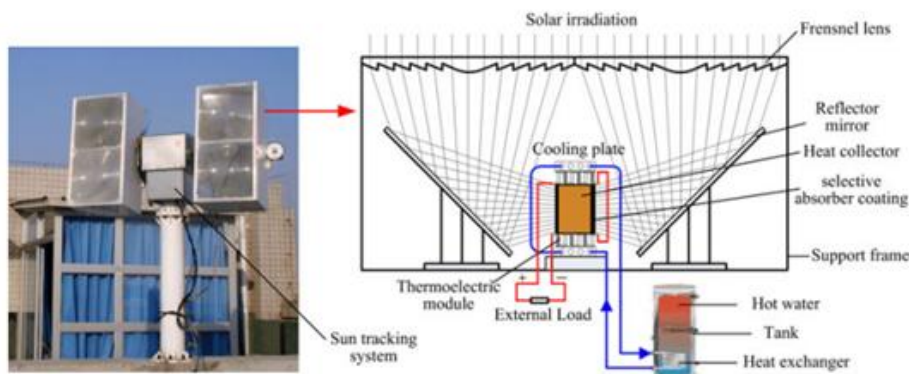 Solar irradiation
Frensnel lens
Reflector
mirror
Cooling plate
Heat collector
selective
absorber coating
Support frame
Thermoelectric
module
+ −
External Load
Hot water
Tank
Heat exchanger
Sun tracking
system